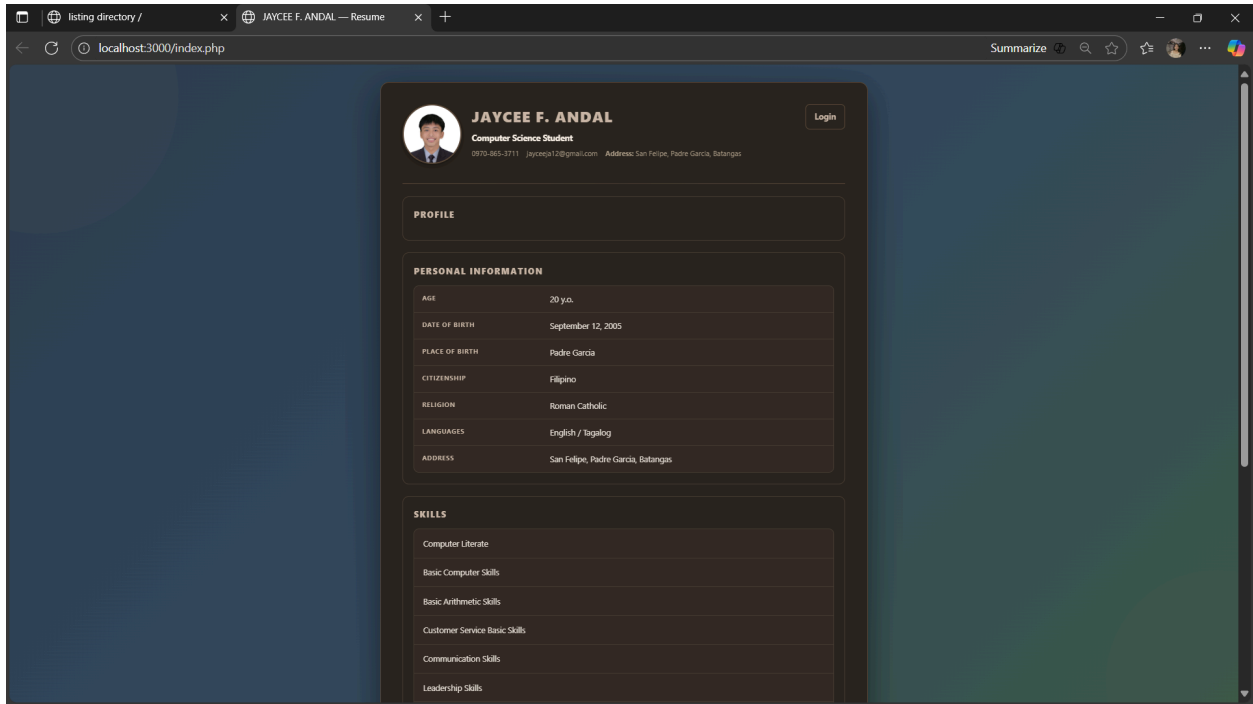 listing directory /
JAYCEE F. ANDAL — Resume
localhost:3000/index.php
Summarize
JAYCEE F. ANDAL
Login
Computer Science Student
0970-865-3711 jayceeja12@gmail.com Address: San Felipe, Padre Garcia, Batangas
PROFILE
PERSONAL INFORMATION
AGE 20 y.o.
DATE OF BIRTH September 12, 2005
PLACE OF BIRTH Padre Garcia
CITIZENSHIP Filipino
RELIGION Roman Catholic
LANGUAGES English / Tagalog
ADDRESS San Felipe, Padre Garcia, Batangas
SKILLS
Computer Literate
Basic Computer Skills
Basic Arithmetic Skills
Customer Service Basic Skills
Communication Skills
Leadership Skills